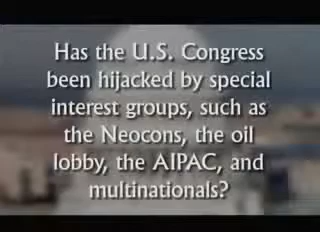 Has the U.S. Congress
been hijacked by special
interest groups, such as
the Neocons, the oil
lobby, the AIPAC, and
multinationals?